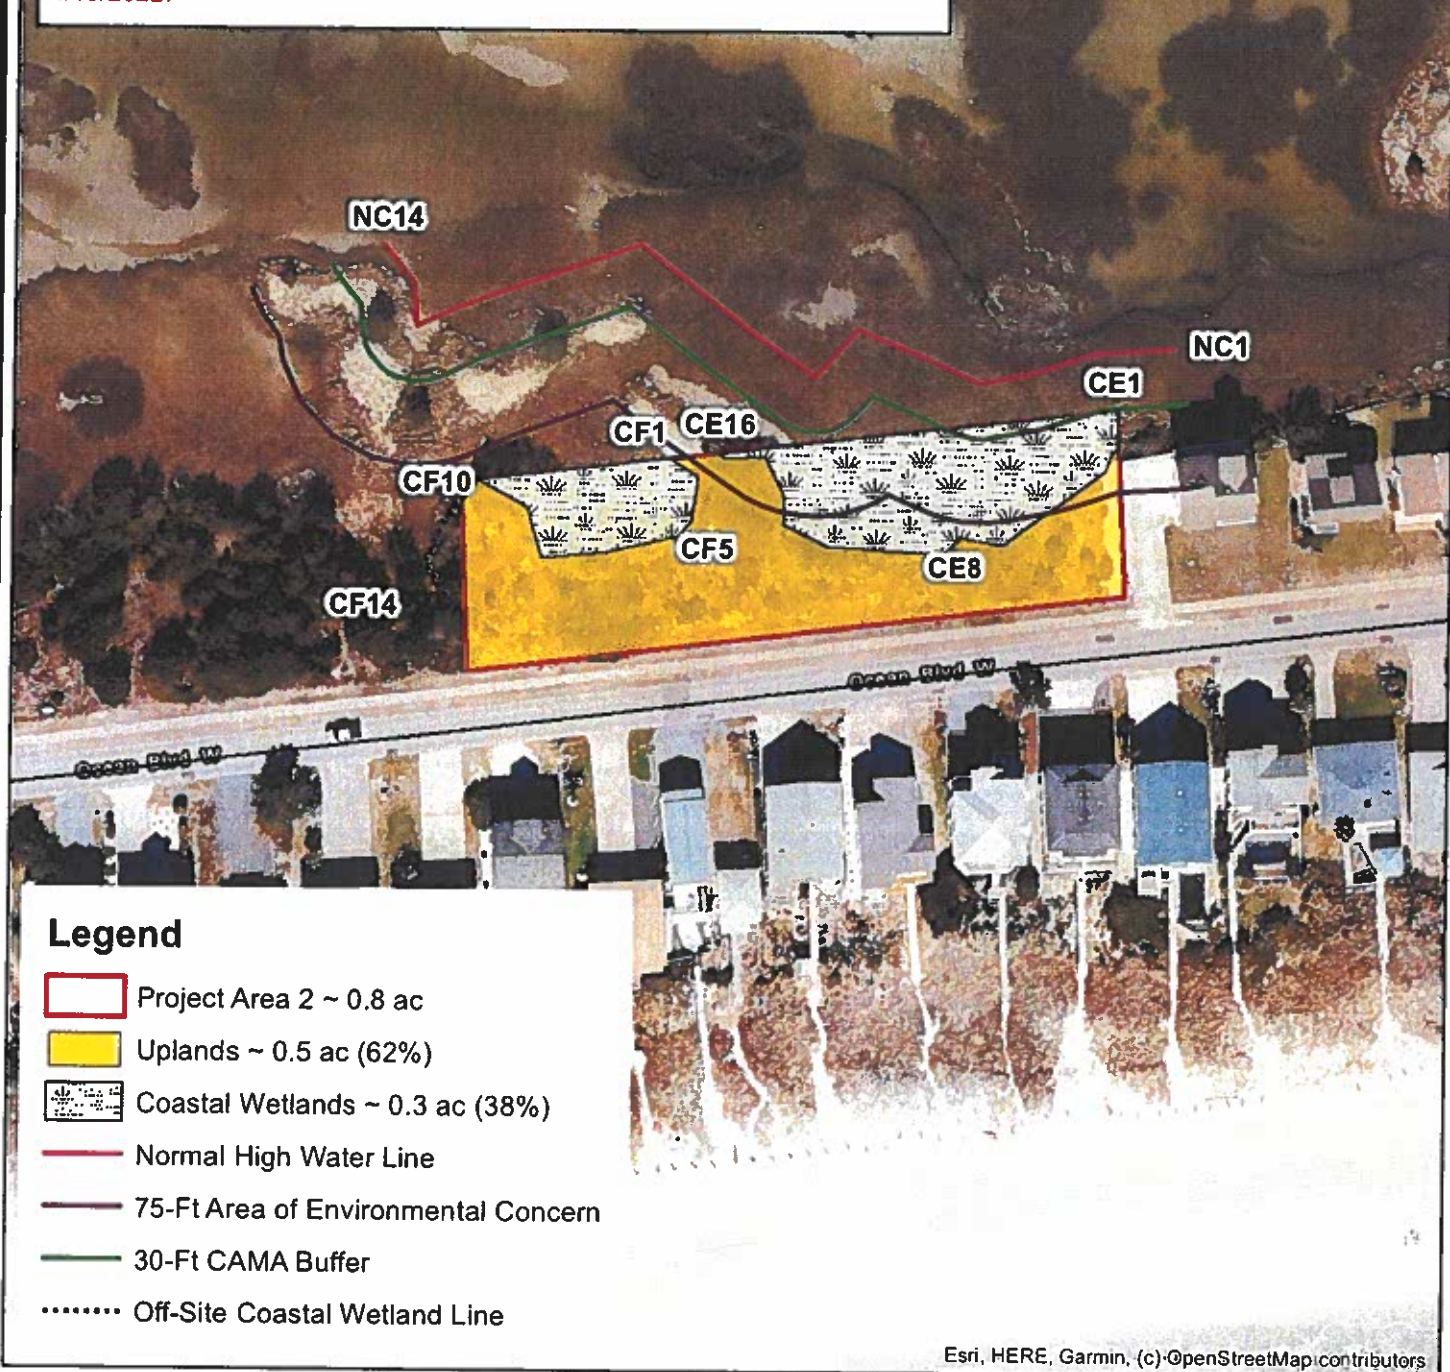 NC14
NC1
CE1
CF1
CE16
CF10
CF5
CE8
CF14
Ocean Blvd W
Ocean Blvd W
Legend
Project Area 2 ~ 0.8 ac
Uplands ~ 0.5 ac (62%)
Coastal Wetlands ~ 0.3 ac (38%)
Normal High Water Line
75-Ft Area of Environmental Concern
30-Ft CAMA Buffer
Off-Site Coastal Wetland Line
Esri, HERE, Garmin, (c) OpenStreetMap contributors